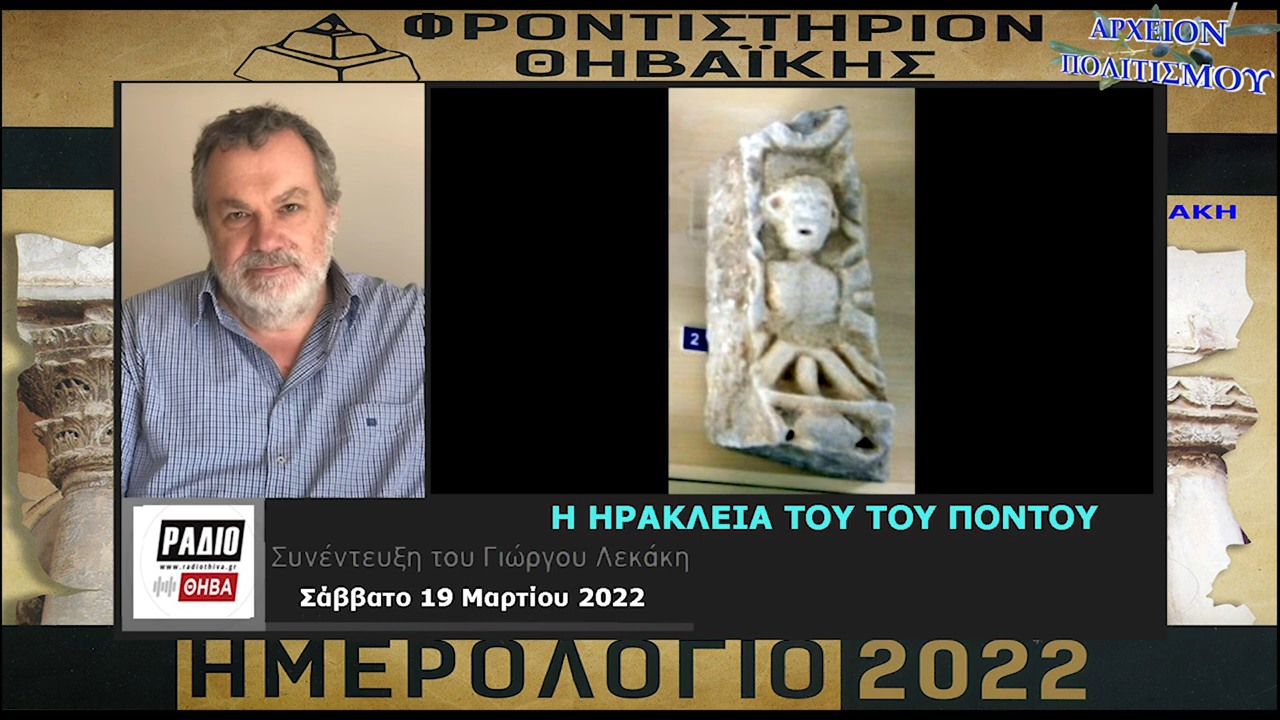 ΦΡΟΝΤΙΣΤΗΡΙΟΝ
ΘΗΒΑΪΚΗΣ
ΑΡΧΕΙΟΝ
ΠΟΛΙΤΙΣΜΟΥ
ΑΚΗ
2
Η ΗΡΑΚΛΕΙΑ ΤΟΥ ΤΟΥ ΠΟΝΤΟΥ
ΡΑΔΙΟ
www.radiothiva.gr
ΘΗΒΑ
Συνέντευξη του Γιώργου Λεκάκη
Σάββατο 19 Μαρτίου 2022
ΗΜΕΡΟΛΟΓΙΟ 2022